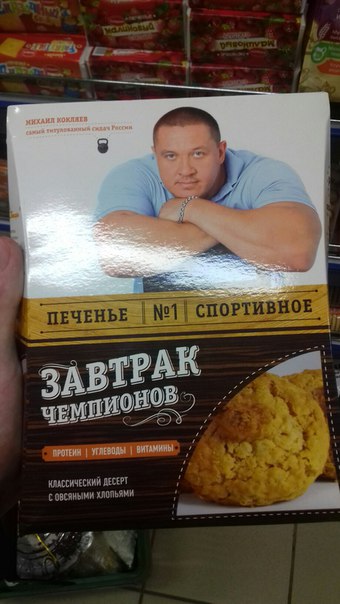 МИХАИЛ КОКЛЯЕВ
самый титулованный силач России
ПЕЧЕНЬЕ №1 СПОРТИВНОЕ
ЗАВТРАК
ЧЕМПИОНОВ
ПРОТЕИН | УГЛЕВОДЫ | ВИТАМИНЫ
КЛАССИЧЕСКИЙ ДЕСЕРТ
С ОВСЯНЫМИ ХЛОПЬЯМИ